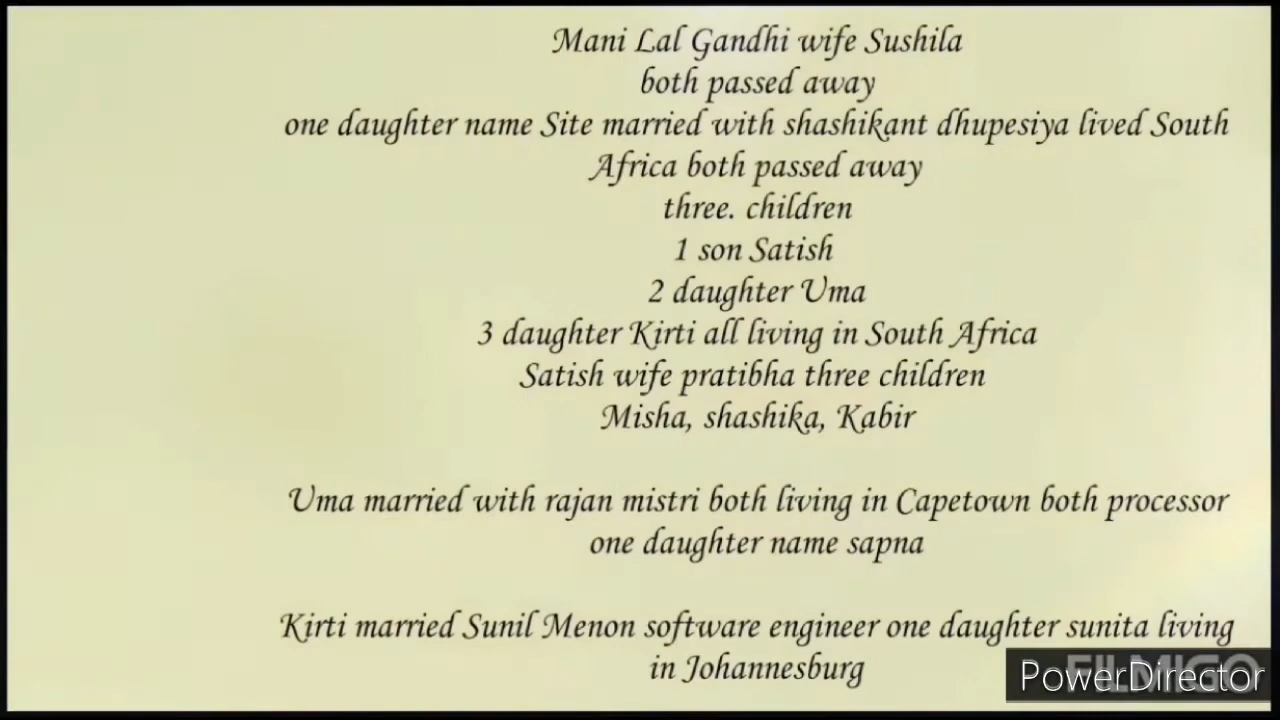 Mani Lal Gandhi wife Sushila
both passed away
one daughter name Site married with shashikant dhupesiya lived South
Africa both passed away
three. children
1 son Satish
2 daughter Uma
3 daughter Kirti all living in South Africa
Satish wife pratibha three children
Misha, shashika, Kabir
Uma married with rajan mistri both living in Capetown both processor
one daughter name sapna
Kirti married Sunil Menon software engineer one daughter sunita living
in Johannesburg
FILMIGO
PowerDirector